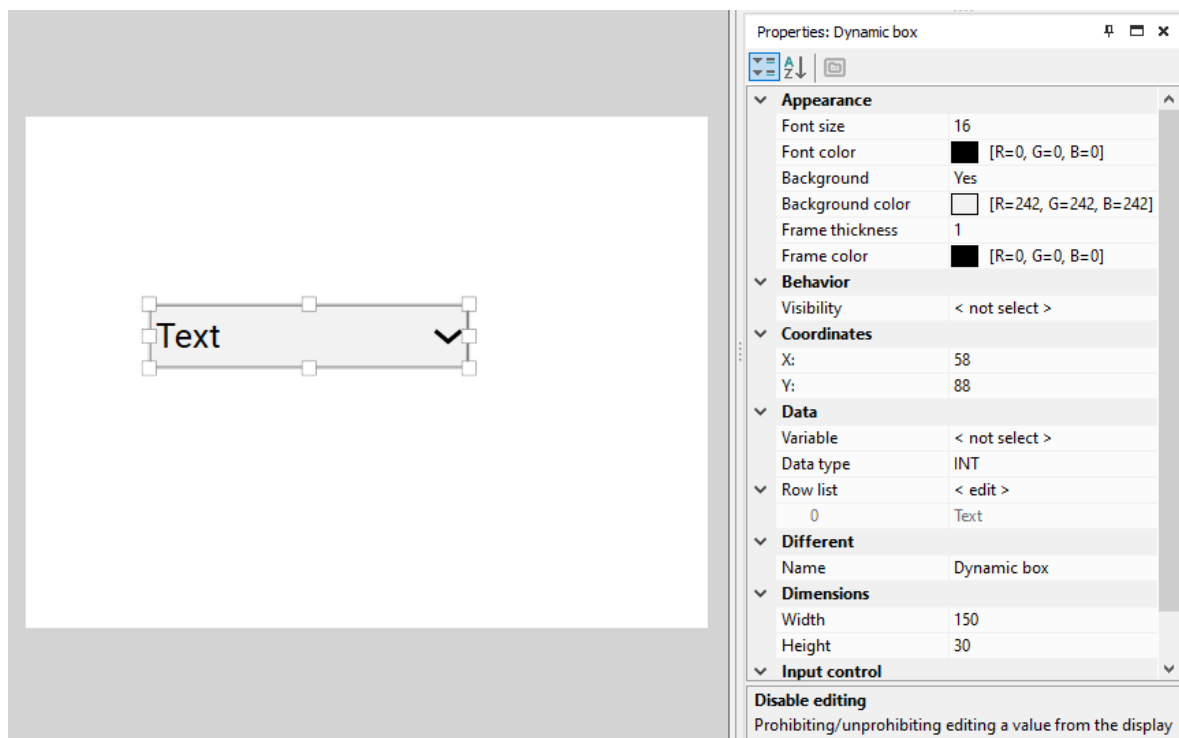 Properties: Dynamic box
Appearance
Font size 16
Font color [R=0, G=0, B=0]
Background Yes
Background color [R=242, G=242, B=242]
Frame thickness 1
Frame color [R=0, G=0, B=0]
Behavior
Visibility < not select >
Coordinates
X: 58
Y: 88
Data
Variable < not select >
Data type INT
Row list < edit >
0 Text
Different
Name Dynamic box
Dimensions
Width 150
Height 30
Input control
Disable editing
Prohibiting/unprohibiting editing a value from the display
Text